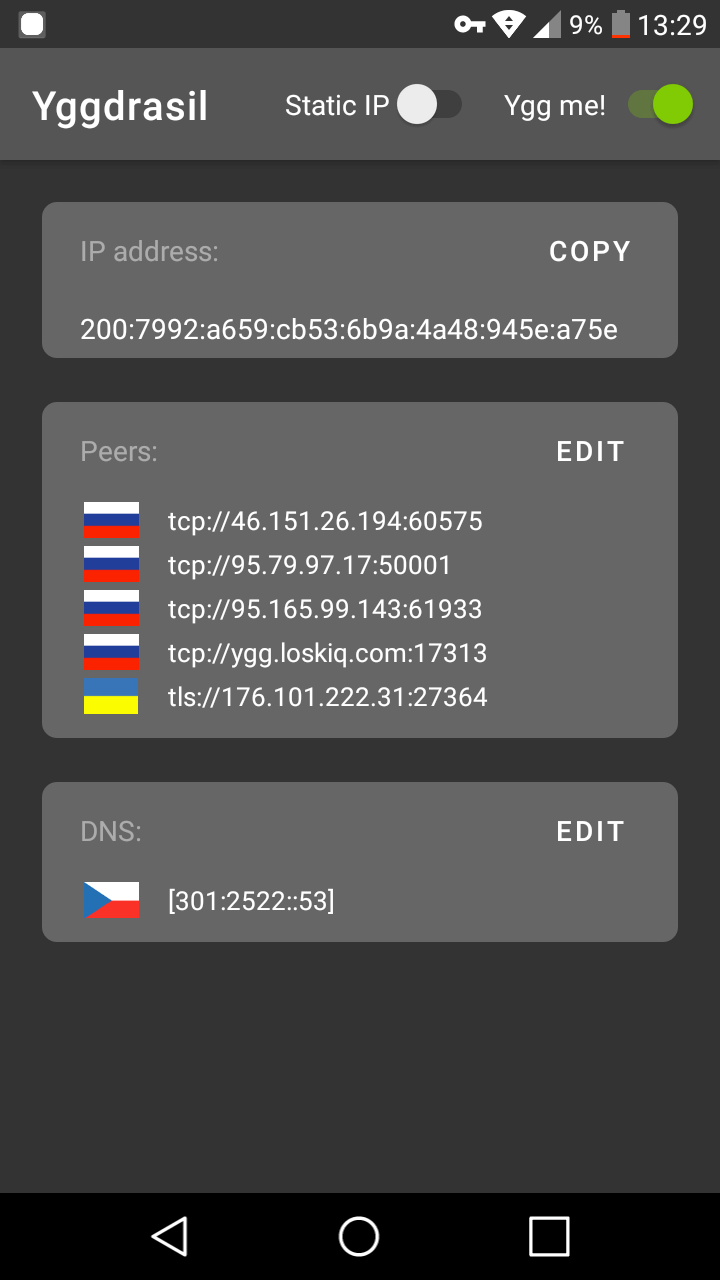 9% 13:29
Yggdrasil Static IP Ygg me!
IP address: COPY
200:7992:a659:cb53:6b9a:4a48:945e:a75e
Peers: EDIT
tcp://46.151.26.194:60575
tcp://95.79.97.17:50001
tcp://95.165.99.143:61933
tcp://ygg.loskiq.com:17313
tls://176.101.222.31:27364
DNS: EDIT
[301:2522::53]